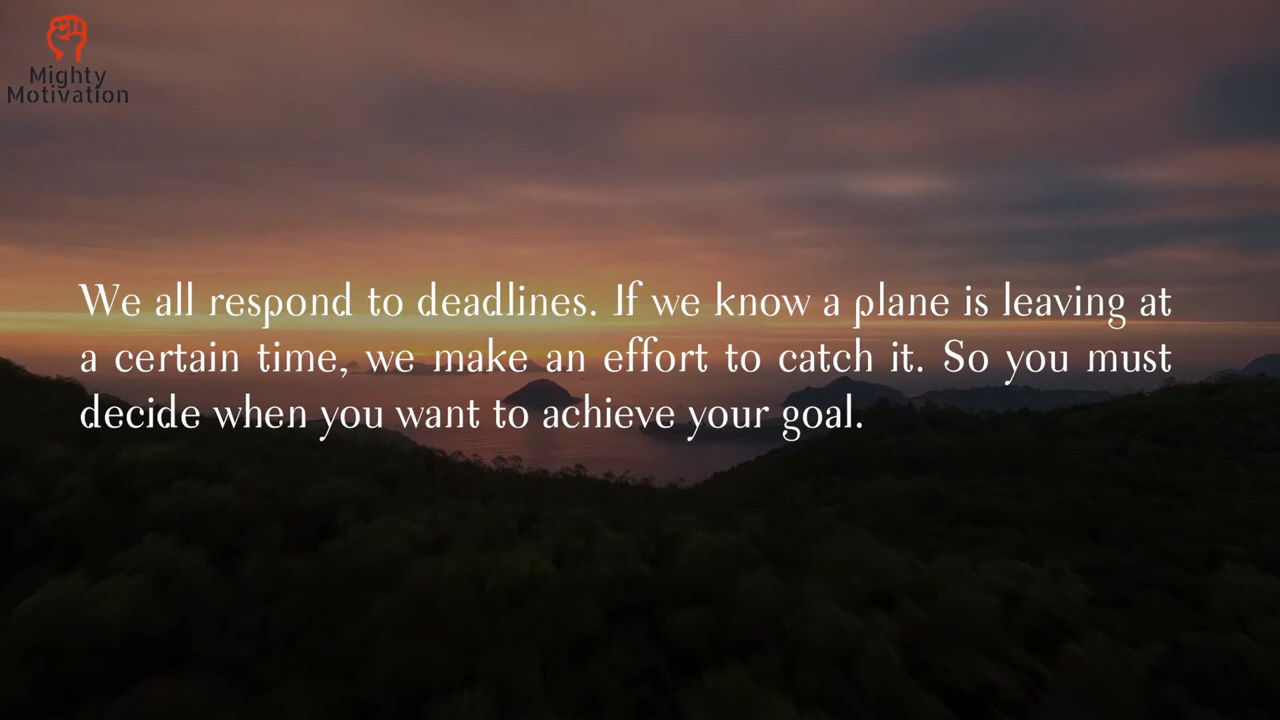 Mighty
Motivation
We all respond to deadlines. If we know a plane is leaving at
a certain time, we make an effort to catch it. So you must
decide when you want to achieve your goal.